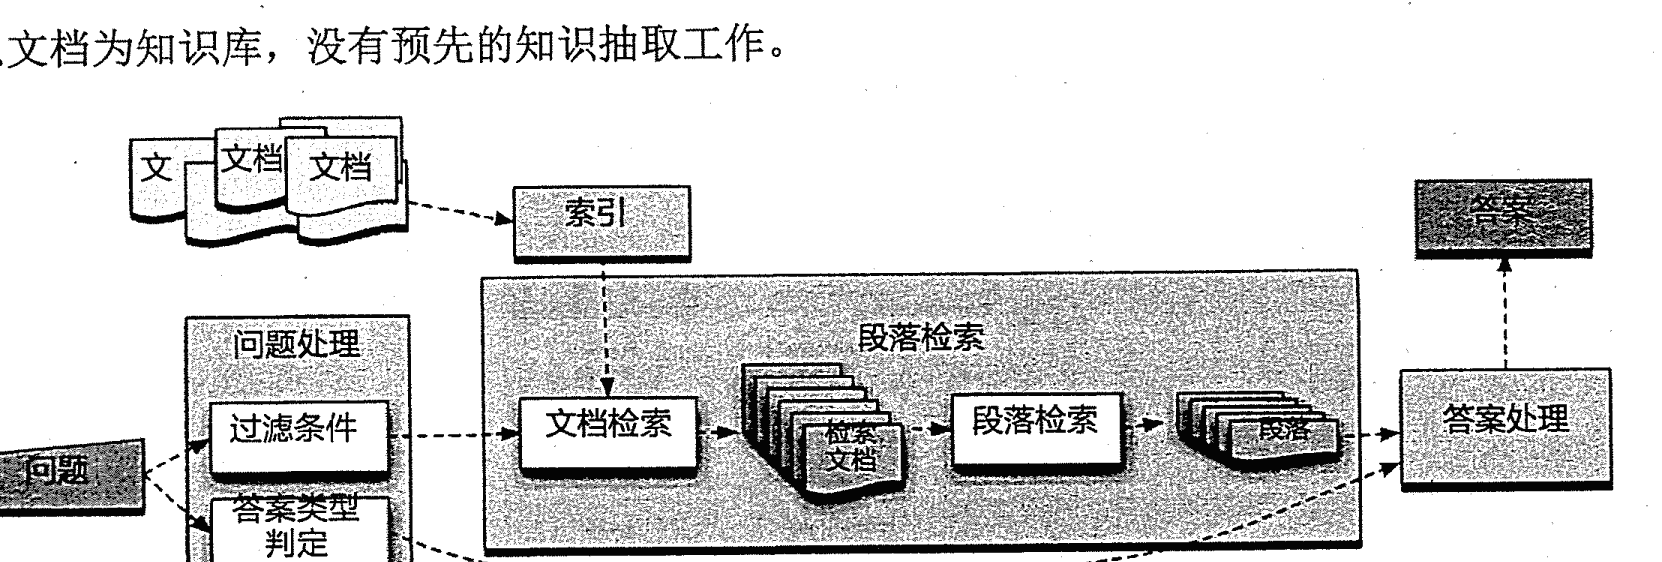 文档为知识库，没有预先的知识抽取工作。
文
文档
文档
索引
答案
问题处理
段落检索
过滤条件
文档检索
检索
文档
段落检索
段落
答案处理
问题
答案类型
判定